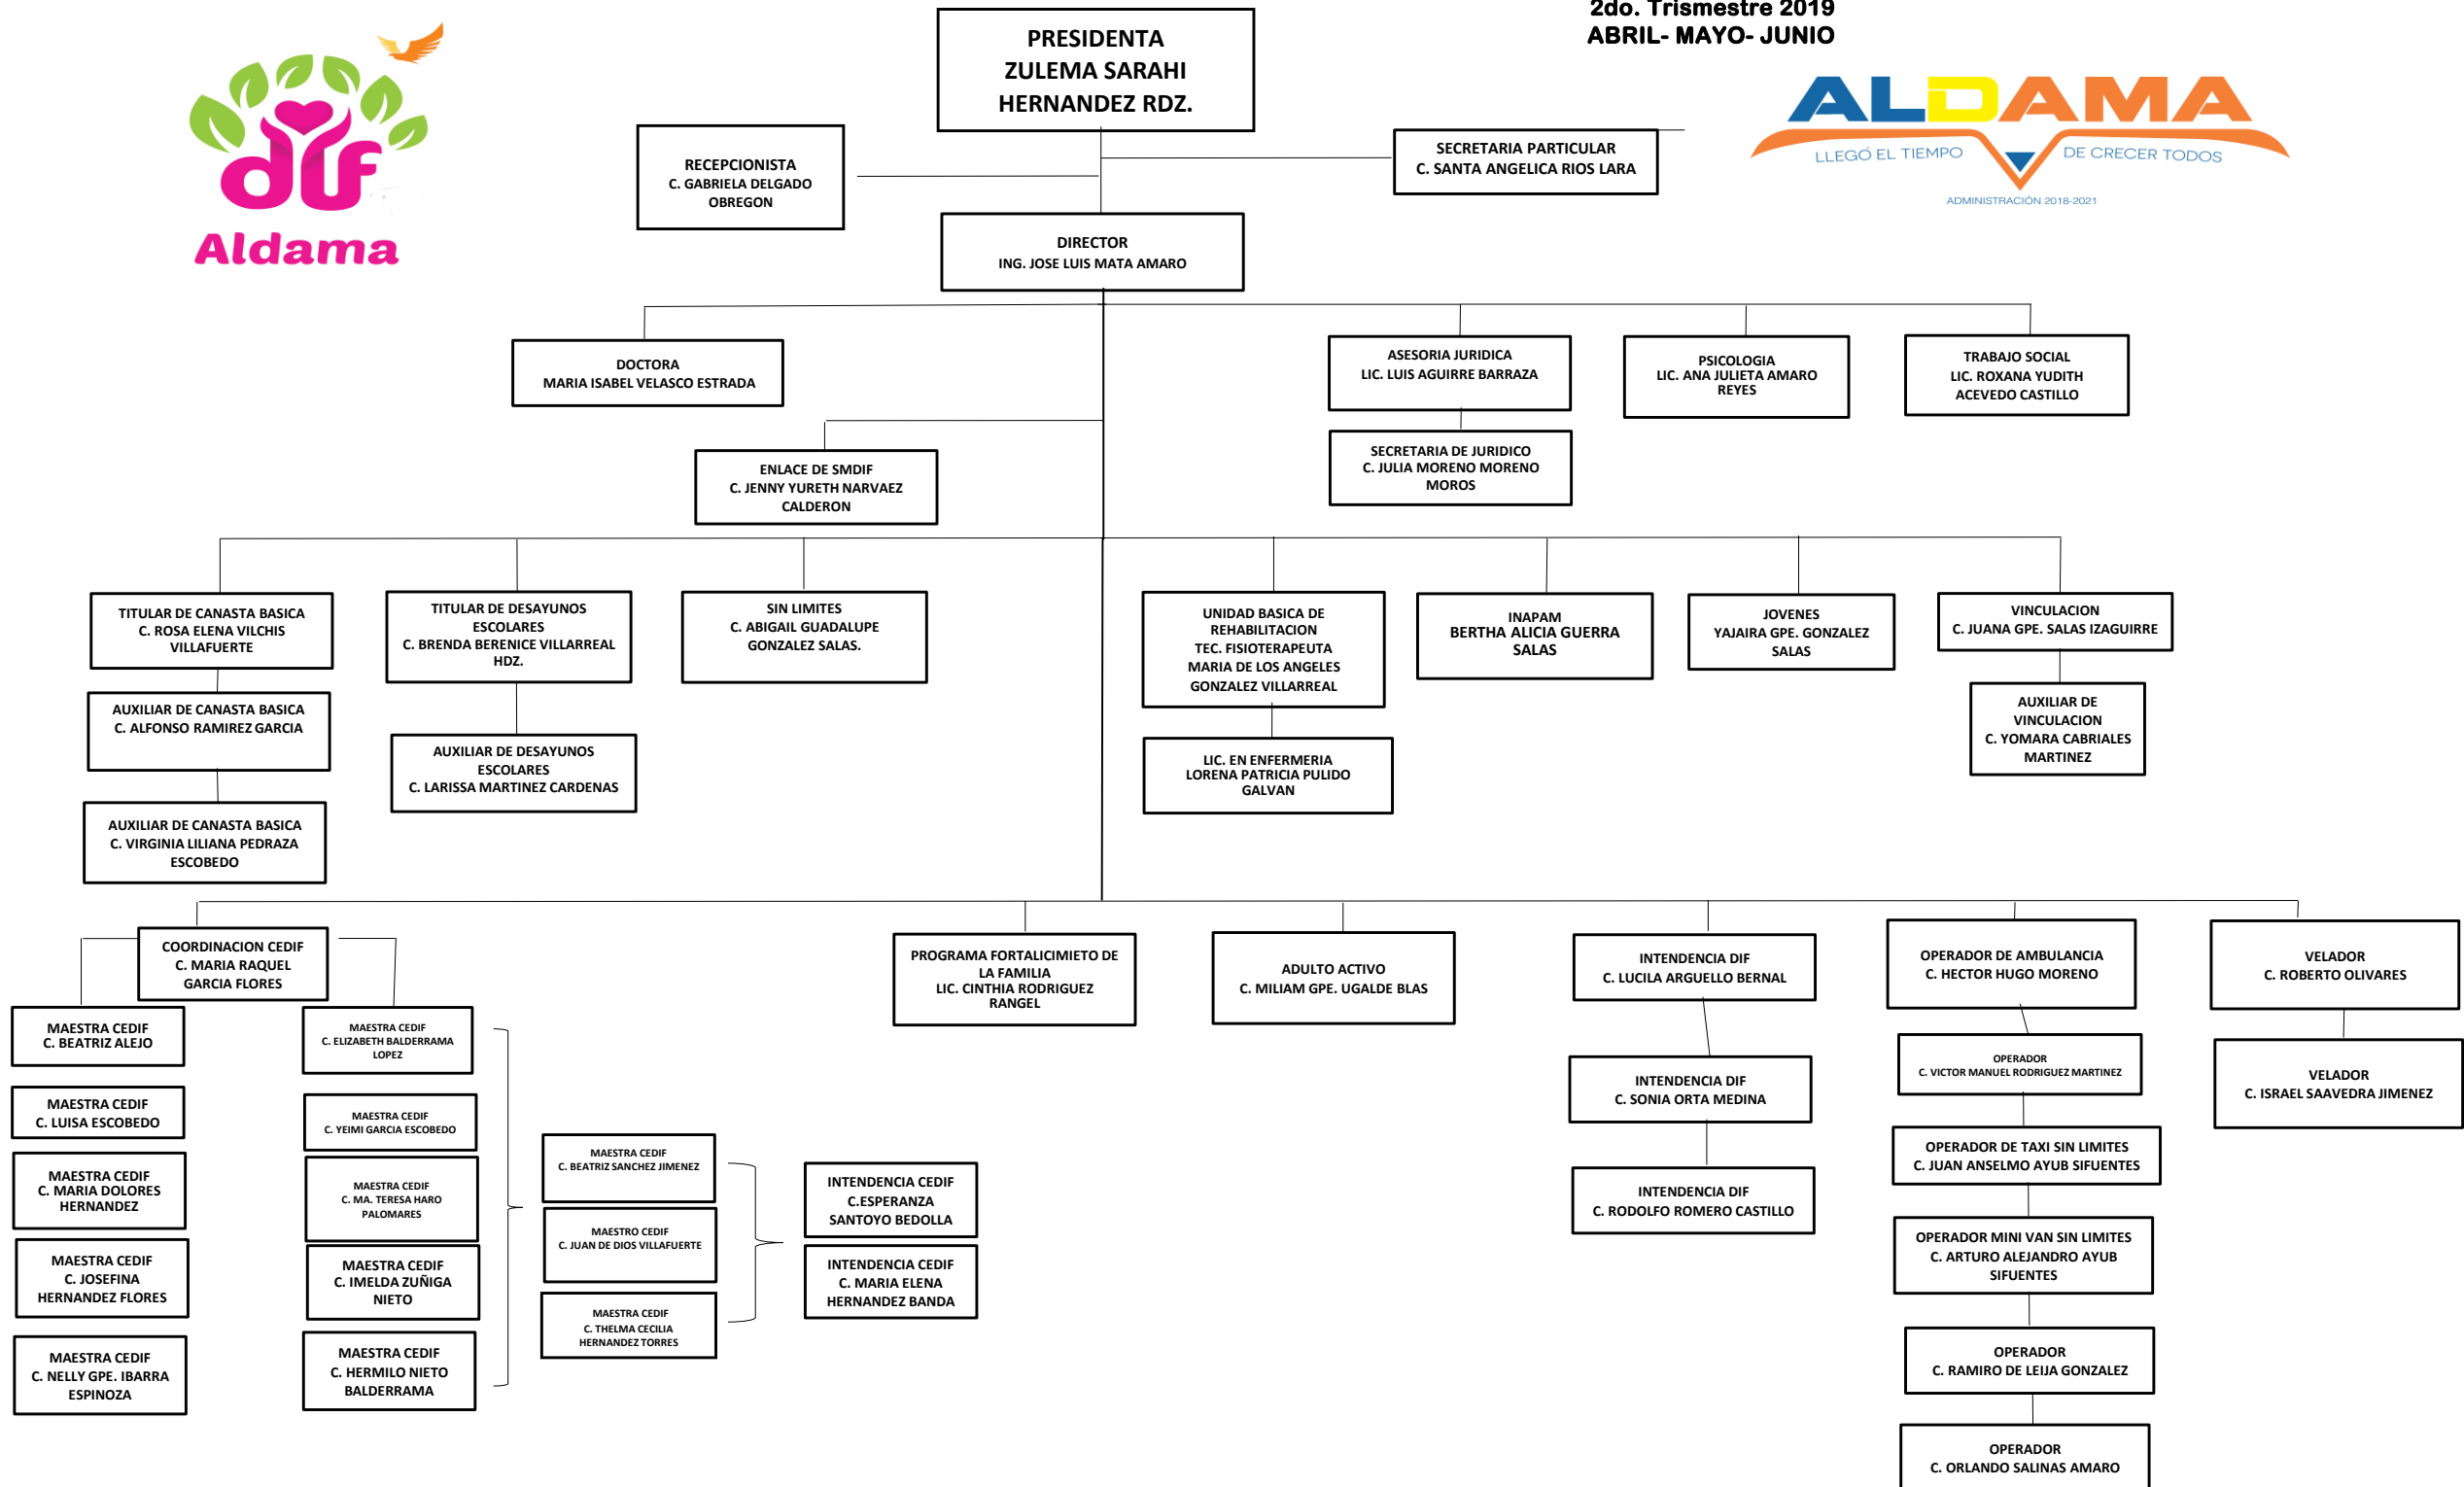 2do. Trismestre 2019
ABRIL- MAYO- JUNIO
dif
Aldama
ALDAMA
LLEGÓ EL TIEMPO DE CRECER TODOS
ADMINISTRACIÓN 2018-2021
PRESIDENTA
ZULEMA SARAHI
HERNANDEZ RDZ.
RECEPCIONISTA
C. GABRIELA DELGADO
OBREGON
SECRETARIA PARTICULAR
C. SANTA ANGELICA RIOS LARA
DIRECTOR
ING. JOSE LUIS MATA AMARO
DOCTORA
MARIA ISABEL VELASCO ESTRADA
ASESORIA JURIDICA
LIC. LUIS AGUIRRE BARRAZA
PSICOLOGIA
LIC. ANA JULIETA AMARO
REYES
TRABAJO SOCIAL
LIC. ROXANA YUDITH
ACEVEDO CASTILLO
SECRETARIA DE JURIDICO
C. JULIA MORENO MORENO
MOROS
ENLACE DE SMDIF
C. JENNY YURETH NARVAEZ
CALDERON
TITULAR DE CANASTA BASICA
C. ROSA ELENA VILCHIS
VILLAFUERTE
TITULAR DE DESAYUNOS
ESCOLARES
C. BRENDA BERENICE VILLARREAL
HDZ.
SIN LIMITES
C. ABIGAIL GUADALUPE
GONZALEZ SALAS.
UNIDAD BASICA DE
REHABILITACION
TEC. FISIOTERAPEUTA
MARIA DE LOS ANGELES
GONZALEZ VILLARREAL
INAPAM
BERTHA ALICIA GUERRA
SALAS
JOVENES
YAJAIRA GPE. GONZALEZ
SALAS
VINCULACION
C. JUANA GPE. SALAS IZAGUIRRE
AUXILIAR DE CANASTA BASICA
C. ALFONSO RAMIREZ GARCIA
AUXILIAR DE DESAYUNOS
ESCOLARES
C. LARISSA MARTINEZ CARDENAS
LIC. EN ENFERMERIA
LORENA PATRICIA PULIDO
GALVAN
AUXILIAR DE
VINCULACION
C. YOMARA CABRIALES
MARTINEZ
AUXILIAR DE CANASTA BASICA
C. VIRGINIA LILIANA PEDRAZA
ESCOBEDO
COORDINACION CEDIF
C. MARIA RAQUEL
GARCIA FLORES
PROGRAMA FORTALICIMIETO DE
LA FAMILIA
LIC. CINTHIA RODRIGUEZ
RANGEL
ADULTO ACTIVO
C. MILIAM GPE. UGALDE BLAS
INTENDENCIA DIF
C. LUCILA ARGUELLO BERNAL
OPERADOR DE AMBULANCIA
C. HECTOR HUGO MORENO
VELADOR
C. ROBERTO OLIVARES
MAESTRA CEDIF
C. BEATRIZ ALEJO
MAESTRA CEDIF
C. LUISA ESCOBEDO
MAESTRA CEDIF
C. MARIA DOLORES
HERNANDEZ
MAESTRA CEDIF
C. JOSEFINA
HERNANDEZ FLORES
MAESTRA CEDIF
C. NELLY GPE. IBARRA
ESPINOZA
MAESTRA CEDIF
C. ELIZABETH BALDERRAMA
LOPEZ
MAESTRA CEDIF
C. YEIMI GARCIA ESCOBEDO
MAESTRA CEDIF
C. MA. TERESA HARO
PALOMARES
MAESTRA CEDIF
C. IMELDA ZUÑIGA
NIETO
MAESTRA CEDIF
C. HERMILO NIETO
BALDERRAMA
MAESTRA CEDIF
C. BEATRIZ SANCHEZ JIMENEZ
MAESTRO CEDIF
C. JUAN DE DIOS VILLAFUERTE
MAESTRA CEDIF
C. THELMA CECILIA
HERNANDEZ TORRES
INTENDENCIA CEDIF
C.ESPERANZA
SANTOYO BEDOLLA
INTENDENCIA CEDIF
C. MARIA ELENA
HERNANDEZ BANDA
INTENDENCIA DIF
C. SONIA ORTA MEDINA
INTENDENCIA DIF
C. RODOLFO ROMERO CASTILLO
OPERADOR
C. VICTOR MANUEL RODRIGUEZ MARTINEZ
OPERADOR DE TAXI SIN LIMITES
C. JUAN ANSELMO AYUB SIFUENTES
OPERADOR MINI VAN SIN LIMITES
C. ARTURO ALEJANDRO AYUB
SIFUENTES
OPERADOR
C. RAMIRO DE LEIJA GONZALEZ
OPERADOR
C. ORLANDO SALINAS AMARO
VELADOR
C. ISRAEL SAAVEDRA JIMENEZ